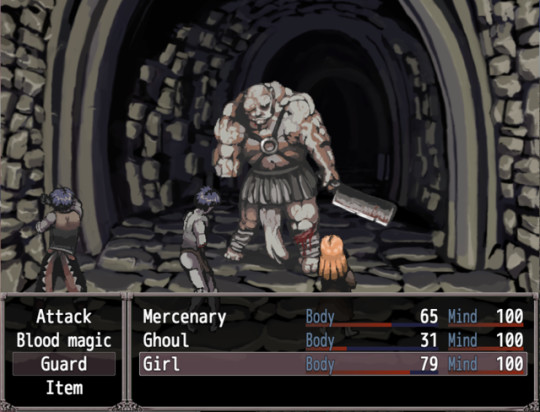 Attack
Blood magic
Guard
Item
Mercenary Body 65 Mind 100
Ghoul Body 31 Mind 100
Girl Body 79 Mind 100